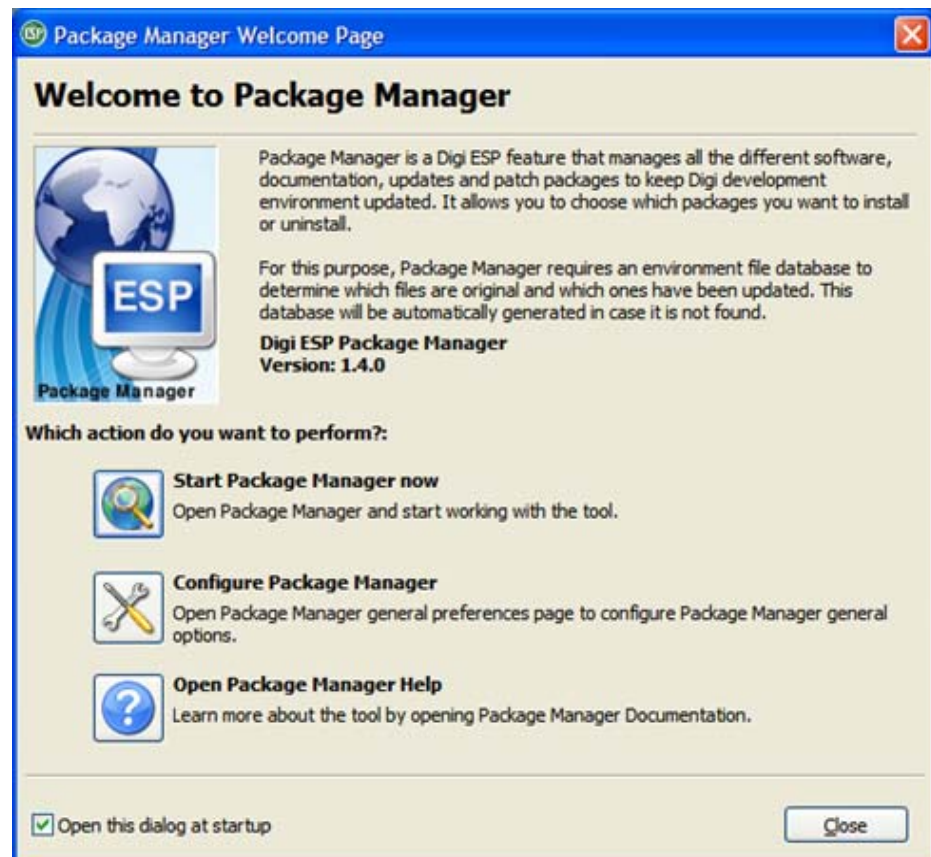 ESP Package Manager Welcome Page
Welcome to Package Manager
Package Manager is a Digi ESP feature that manages all the different software,
documentation, updates and patch packages to keep Digi development
environment updated. It allows you to choose which packages you want to install
or uninstall.
For this purpose, Package Manager requires an environment file database to
determine which files are original and which ones have been updated. This
database will be automatically generated in case it is not found.
Digi ESP Package Manager
Version: 1.4.0
ESP
Package Manager
Which action do you want to perform?:
Start Package Manager now
Open Package Manager and start working with the tool.
Configure Package Manager
Open Package Manager general preferences page to configure Package Manager general
options.
Open Package Manager Help
Learn more about the tool by opening Package Manager Documentation.
Open this dialog at startup
Close